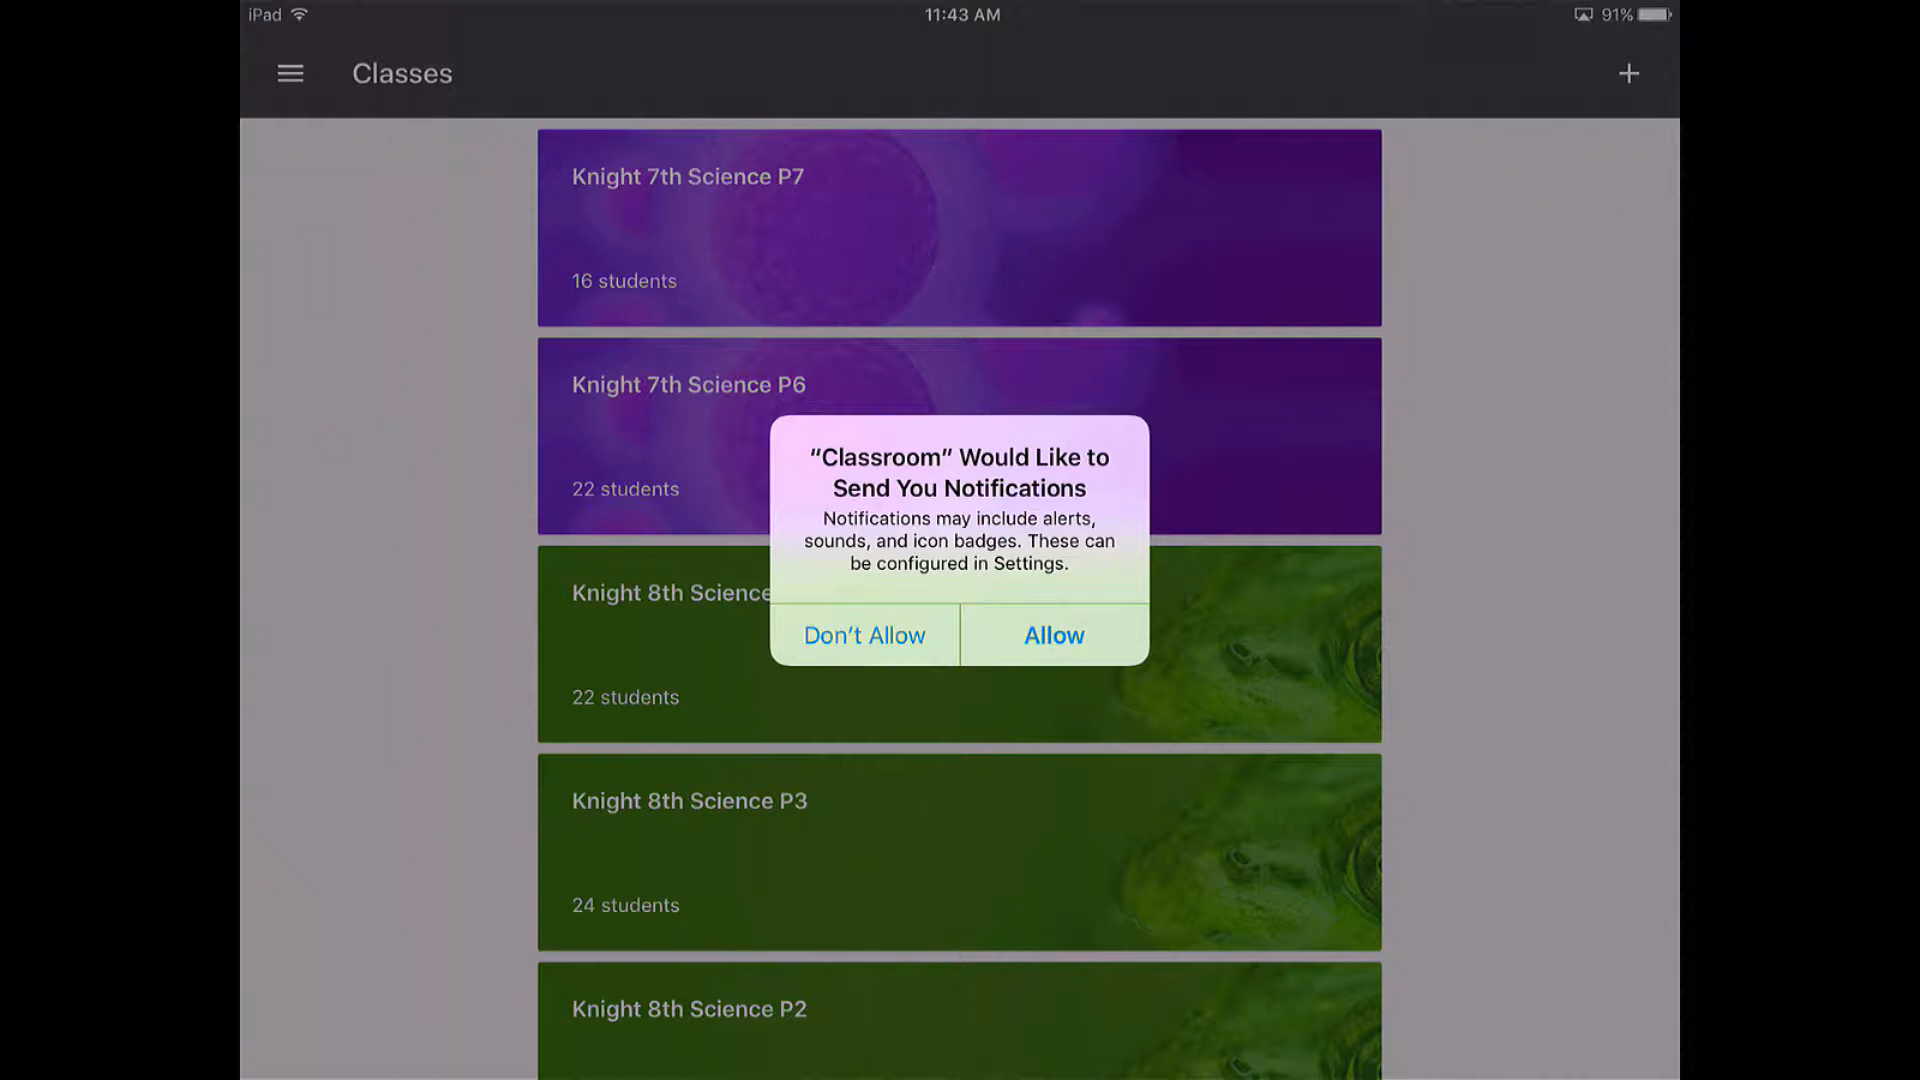 iPad
11:43 AM
91%
Classes
+
Knight 7th Science P7
16 students
Knight 7th Science P6
22 students
“Classroom” Would Like to
Send You Notifications
Notifications may include alerts,
sounds, and icon badges. These can
be configured in Settings.
Don’t Allow
Allow
Knight 8th Science
22 students
Knight 8th Science P3
24 students
Knight 8th Science P2